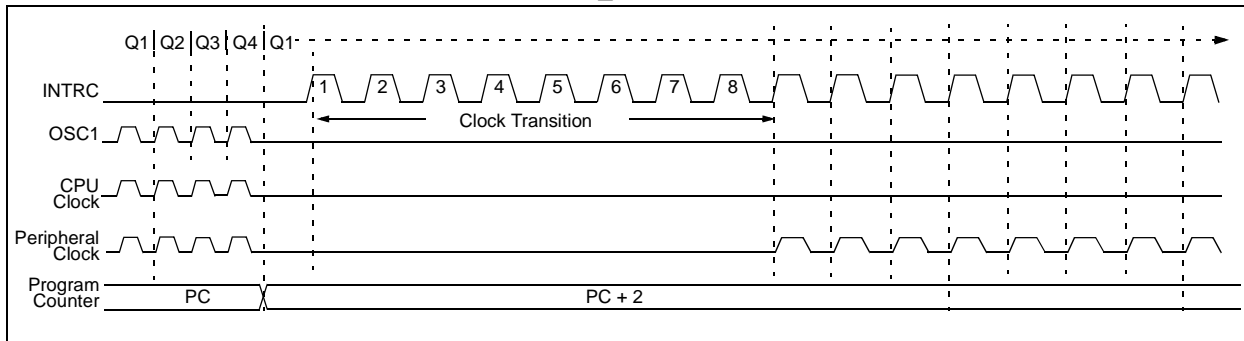 Q1 Q2 Q3 Q4 Q1
INTRC
1 2 3 4 5 6 7 8
Clock Transition
OSC1
CPU
Clock
Peripheral
Clock
Program
Counter
PC
PC + 2